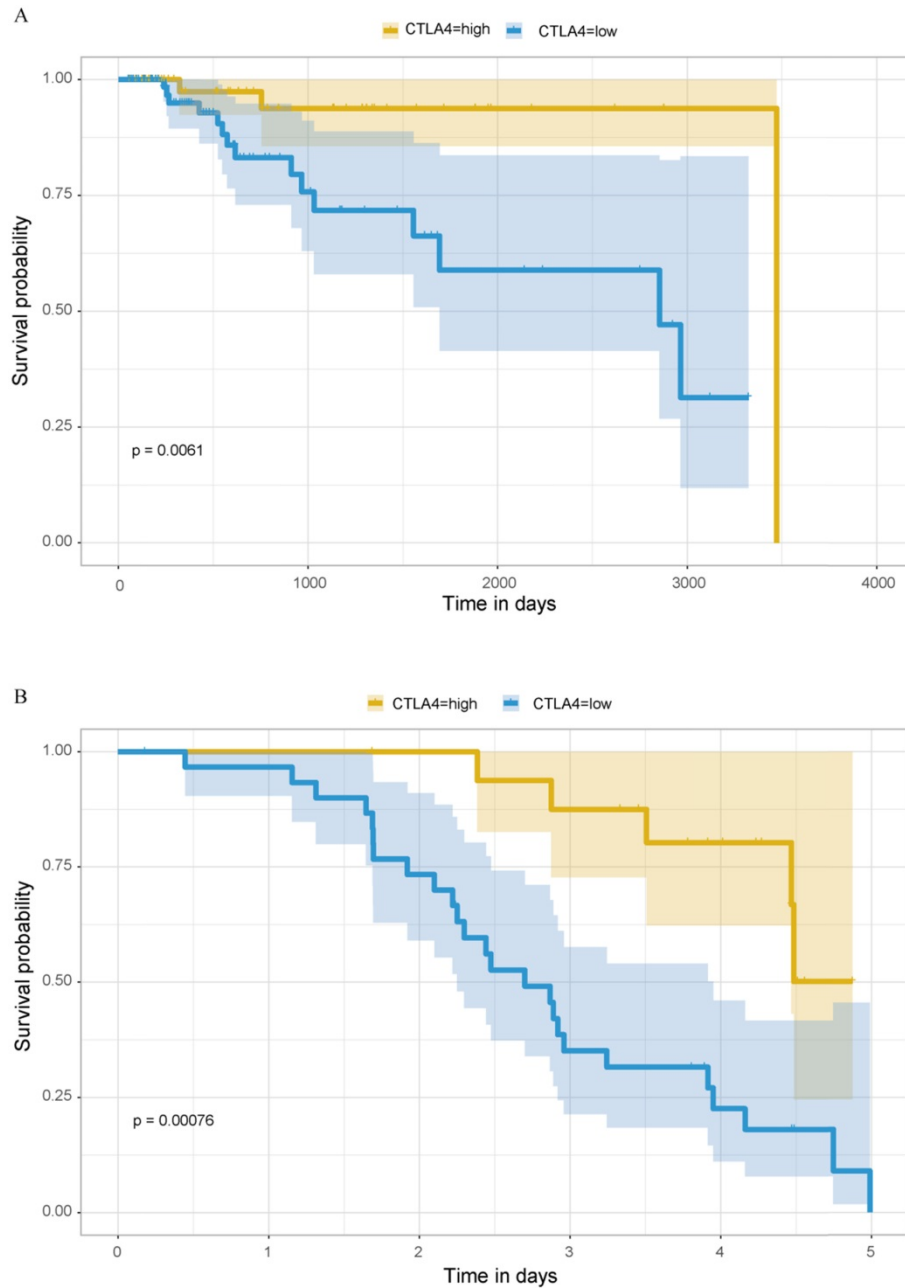 A
CTLA4=high CTLA4=low
Survival probability
1.00
0.75
0.50
0.25
0.00
p = 0.0061
0 1000 2000 3000 4000
Time in days
B
CTLA4=high CTLA4=low
Survival probability
1.00
0.75
0.50
0.25
0.00
p = 0.00076
0 1 2 3 4 5
Time in days